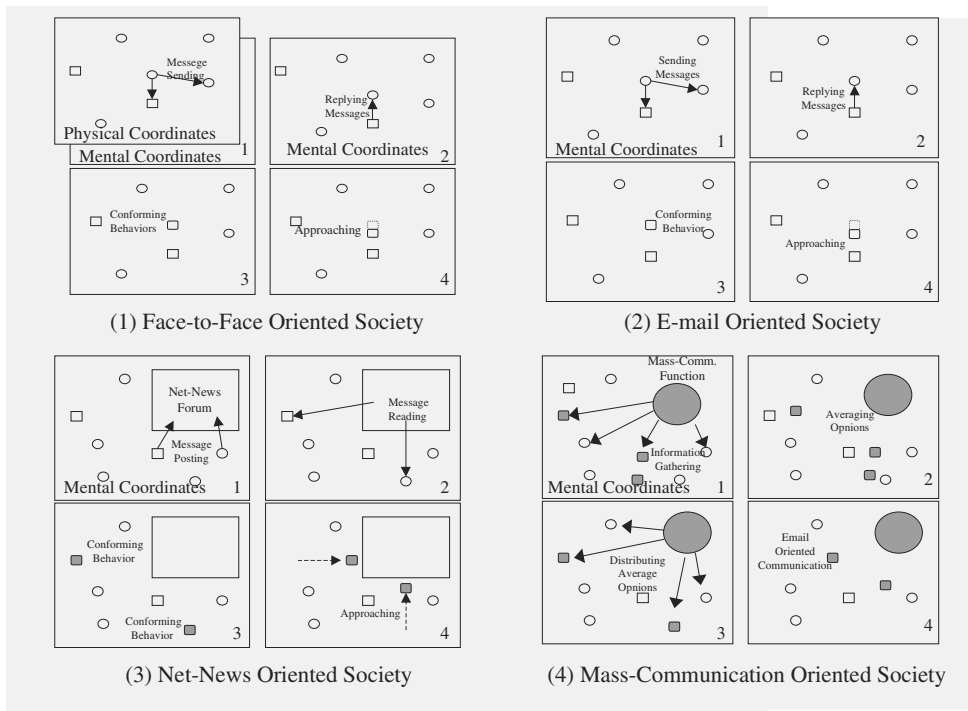 Messege
Sending
Physical Coordinates
1
Mental Coordinates
Replying
Messages
Mental Coordinates
2
Conforming
Behaviors
3
Approaching
4
(1) Face-to-Face Oriented Society
Sending
Messages
Mental Coordinates
1
Replying
Messages
2
Conforming
Behavior
3
Approaching
4
(2) E-mail Oriented Society
Net-News
Forum
Message
Posting
Mental Coordinates
1
Message
Reading
2
Conforming
Behavior
Conforming
Behavior
3
Approaching
4
(3) Net-News Oriented Society
Mass-Comm.
Function
Information
Gathering
Mental Coordinates
1
Averaging
Opnions
2
Distributing
Average
Opnions
3
Email
Oriented
Communication
4
(4) Mass-Communication Oriented Society